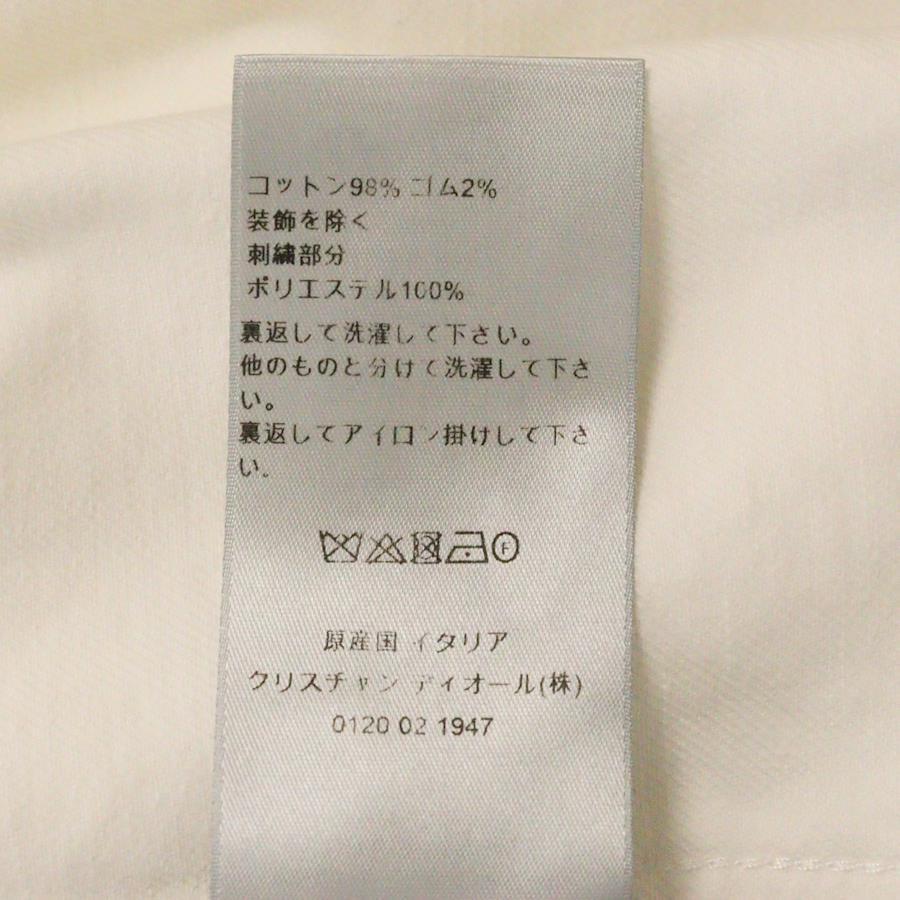 コットン98% ゴム2%
装飾を除く
刺繍部分
ポリエステル100%
裏返して洗濯して下さい。
他のものと分けて洗濯して下さ
い。
裏返してアイロン掛けして下さ
い。
F
原産国 イタリア
クリスチャン ディオール(株)
0120 02 1947